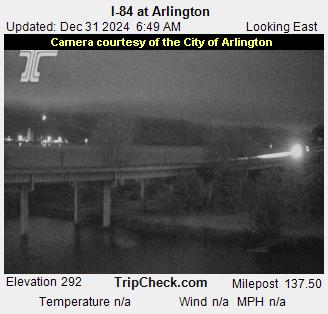 I-84 at Arlington
Updated: Dec 31 2024 6:49 AM Looking East
Camera courtesy of the City of Arlington
Elevation 292 TripCheck.com Milepost 137.50
Temperature n/a Wind n/a MPH n/a